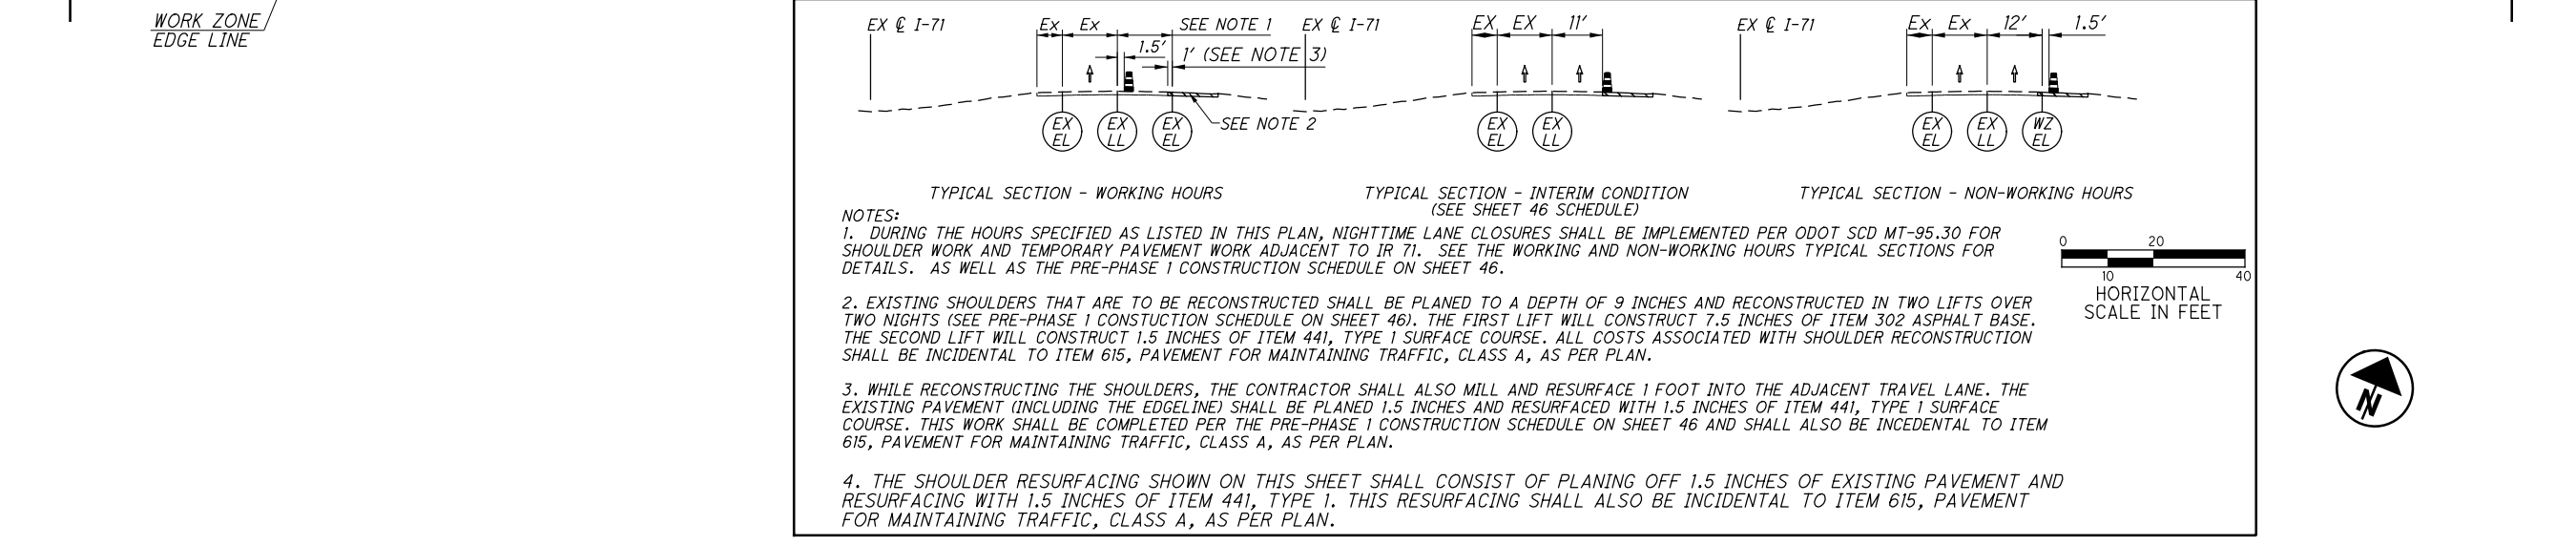 WORK ZONE
EDGE LINE
EX ℄ I-71
Ex Ex SEE NOTE 1
1.5'
1' (SEE NOTE 3)
EX EL
EX LL
EX EL
SEE NOTE 2
TYPICAL SECTION - WORKING HOURS
EX ℄ I-71
EX EX 11'
EX EL
EX LL
TYPICAL SECTION - INTERIM CONDITION
(SEE SHEET 46 SCHEDULE)
EX ℄ I-71
Ex Ex 12' 1.5'
EX EL
EX LL
WZ EL
TYPICAL SECTION - NON-WORKING HOURS
NOTES:
1. DURING THE HOURS SPECIFIED AS LISTED IN THIS PLAN, NIGHTTIME LANE CLOSURES SHALL BE IMPLEMENTED PER ODOT SCD MT-95.30 FOR
SHOULDER WORK AND TEMPORARY PAVEMENT WORK ADJACENT TO IR 71. SEE THE WORKING AND NON-WORKING HOURS TYPICAL SECTIONS FOR
DETAILS. AS WELL AS THE PRE-PHASE 1 CONSTRUCTION SCHEDULE ON SHEET 46.
2. EXISTING SHOULDERS THAT ARE TO BE RECONSTRUCTED SHALL BE PLANED TO A DEPTH OF 9 INCHES AND RECONSTRUCTED IN TWO LIFTS OVER
TWO NIGHTS (SEE PRE-PHASE 1 CONSTUCTION SCHEDULE ON SHEET 46). THE FIRST LIFT WILL CONSTRUCT 7.5 INCHES OF ITEM 302 ASPHALT BASE.
THE SECOND LIFT WILL CONSTRUCT 1.5 INCHES OF ITEM 441, TYPE 1 SURFACE COURSE. ALL COSTS ASSOCIATED WITH SHOULDER RECONSTRUCTION
SHALL BE INCIDENTAL TO ITEM 615, PAVEMENT FOR MAINTAINING TRAFFIC, CLASS A, AS PER PLAN.
3. WHILE RECONSTRUCTING THE SHOULDERS, THE CONTRACTOR SHALL ALSO MILL AND RESURFACE 1 FOOT INTO THE ADJACENT TRAVEL LANE. THE
EXISTING PAVEMENT (INCLUDING THE EDGELINE) SHALL BE PLANED 1.5 INCHES AND RESURFACED WITH 1.5 INCHES OF ITEM 441, TYPE 1 SURFACE
COURSE. THIS WORK SHALL BE COMPLETED PER THE PRE-PHASE 1 CONSTRUCTION SCHEDULE ON SHEET 46 AND SHALL ALSO BE INCEDENTAL TO ITEM
615, PAVEMENT FOR MAINTAINING TRAFFIC, CLASS A, AS PER PLAN.
4. THE SHOULDER RESURFACING SHOWN ON THIS SHEET SHALL CONSIST OF PLANING OFF 1.5 INCHES OF EXISTING PAVEMENT AND
RESURFACING WITH 1.5 INCHES OF ITEM 441, TYPE 1. THIS RESURFACING SHALL ALSO BE INCIDENTAL TO ITEM 615, PAVEMENT
FOR MAINTAINING TRAFFIC, CLASS A, AS PER PLAN.
0 20
10 40
HORIZONTAL
SCALE IN FEET
N